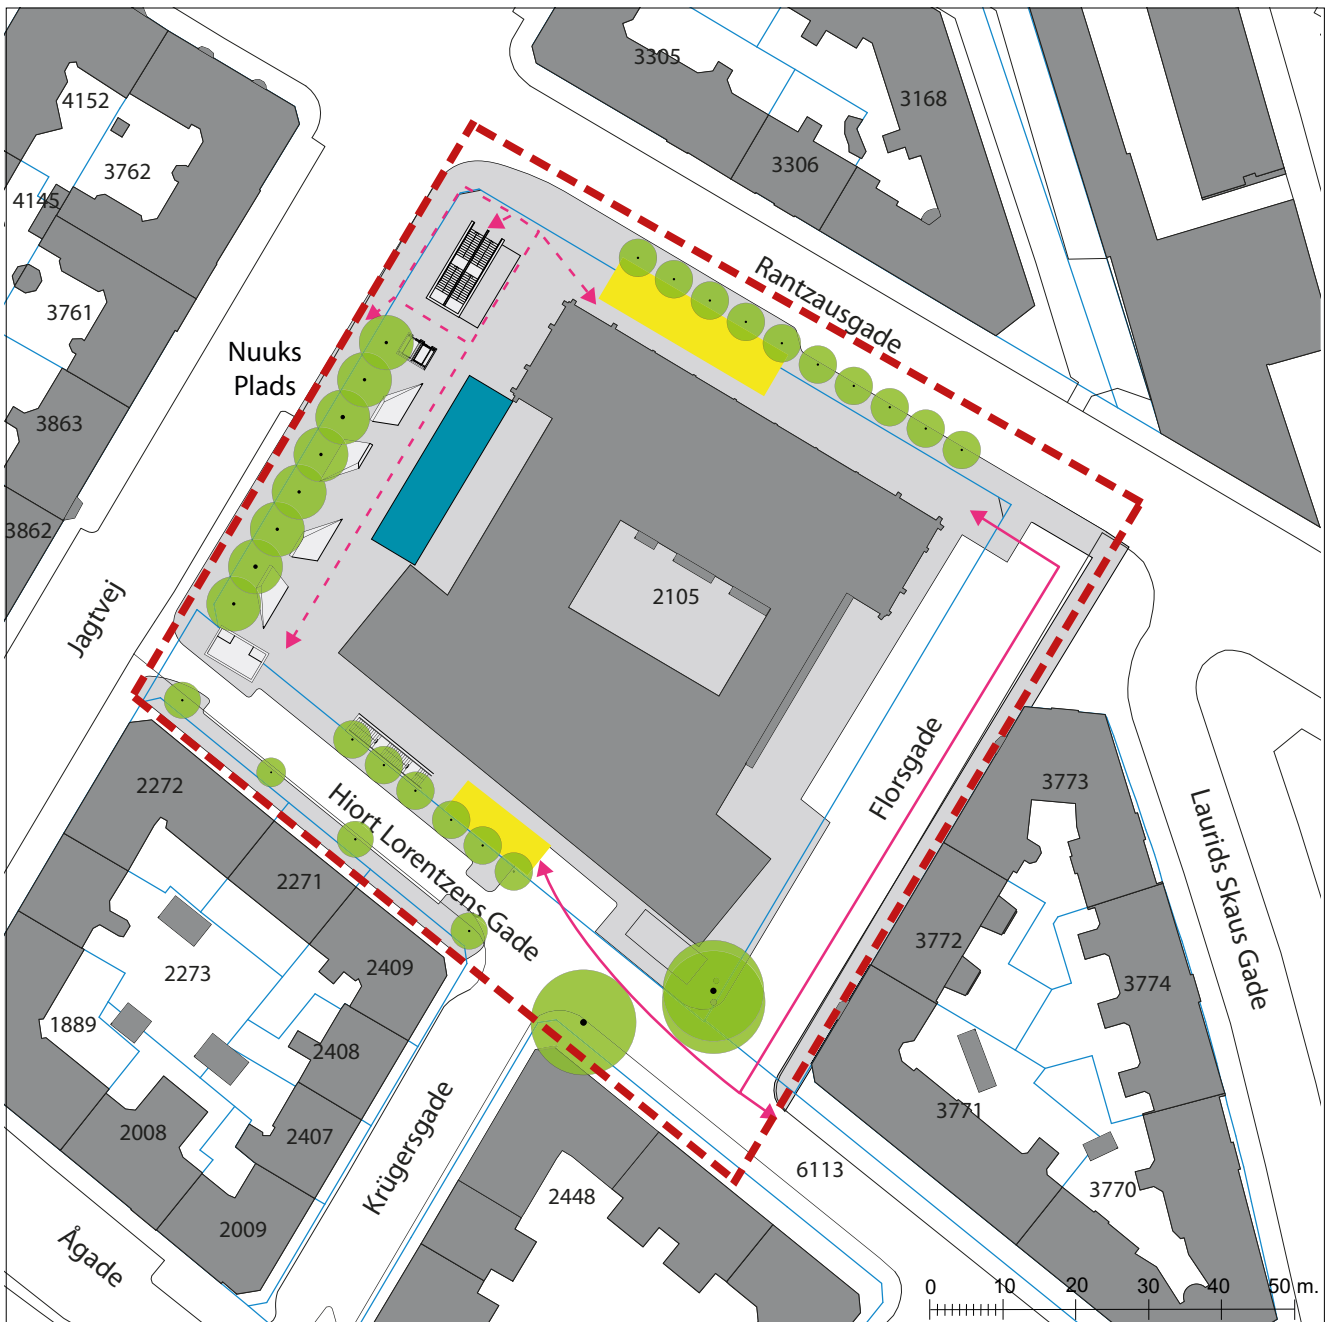 3305
3168
4152
3306
3762
4145
Rantzausgade
3761
Nuuks
Plads
3863
3862
2105
Jagtvej
Florsgade
3773
2272
Hiort Lorentzens Gade
Laurids Skaus Gade
2271
3772
2409
2273
3774
1889
2408
3771
2008
2407
Krügersgade
6113
2448
3770
2009
Ågade
0 10 20 30 40 50 m.